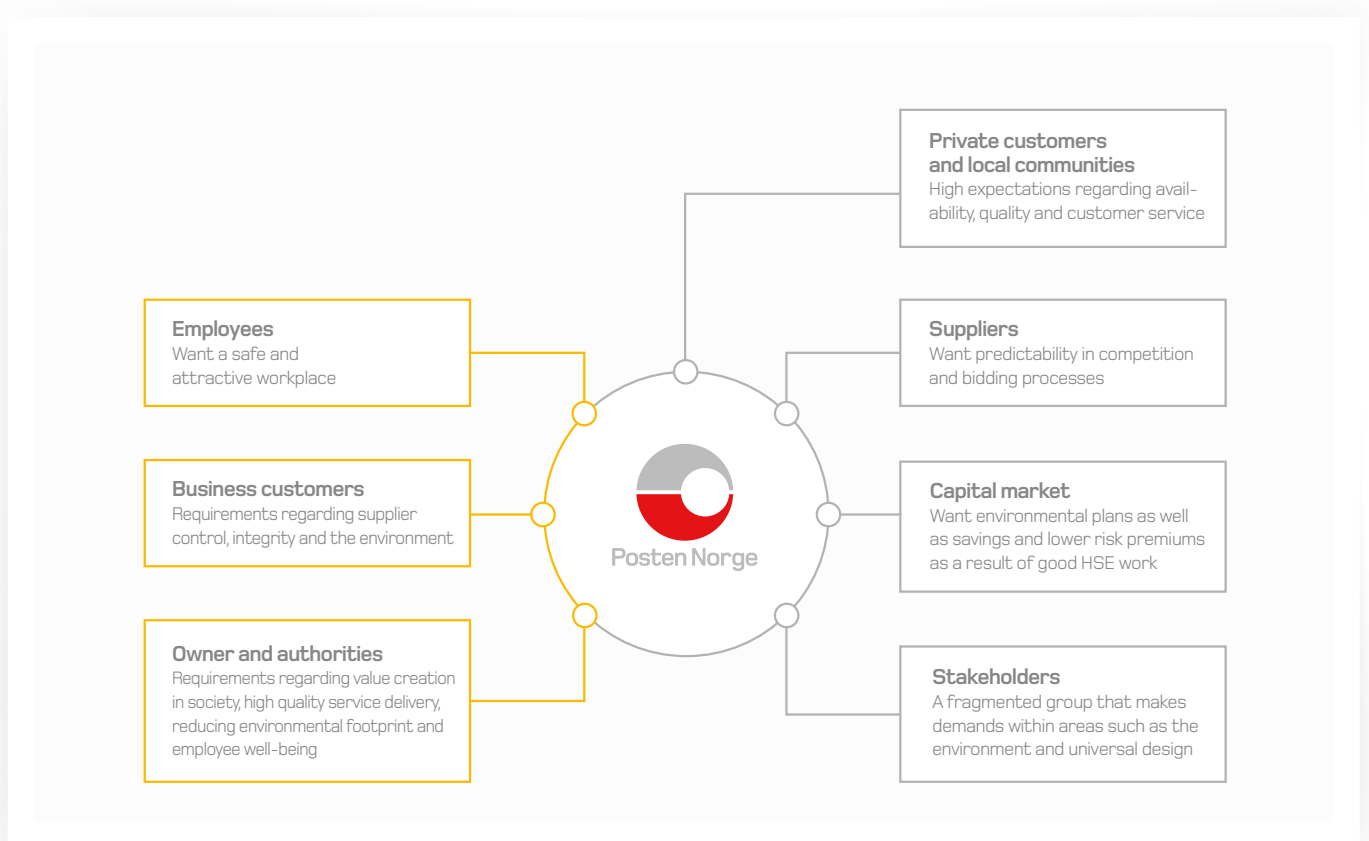 Private customers
and local communities
High expectations regarding avail-
ability, quality and customer service
Employees
Want a safe and
attractive workplace
Suppliers
Want predictability in competition
and bidding processes
Business customers
Requirements regarding supplier
control, integrity and the environment
Posten Norge
Capital market
Want environmental plans as well
as savings and lower risk premiums
as a result of good HSE work
Owner and authorities
Requirements regarding value creation
in society, high quality service delivery,
reducing environmental footprint and
employee well-being
Stakeholders
A fragmented group that makes
demands within areas such as the
environment and universal design